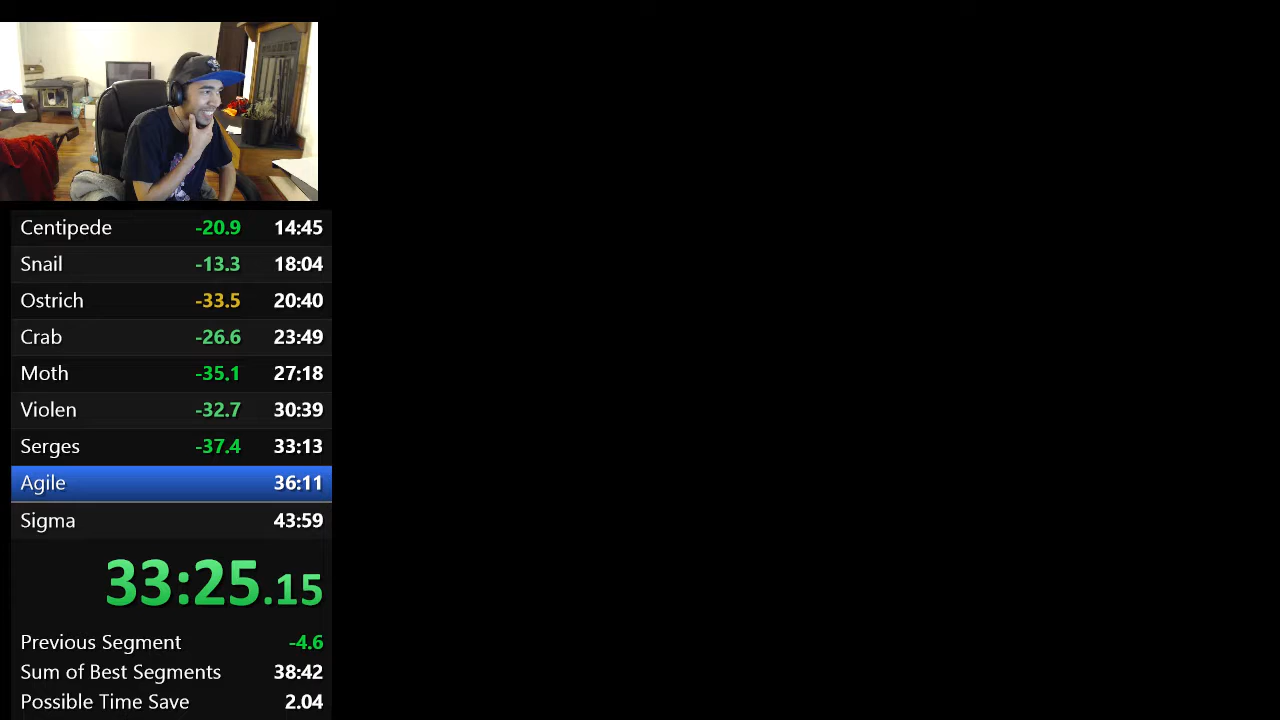 Centipede -20.9 14:45
Snail -13.3 18:04
Ostrich -33.5 20:40
Crab -26.6 23:49
Moth -35.1 27:18
Violen -32.7 30:39
Serges -37.4 33:13
Agile 36:11
Sigma 43:59
33:25.15
Previous Segment -4.6
Sum of Best Segments 38:42
Possible Time Save 2.04